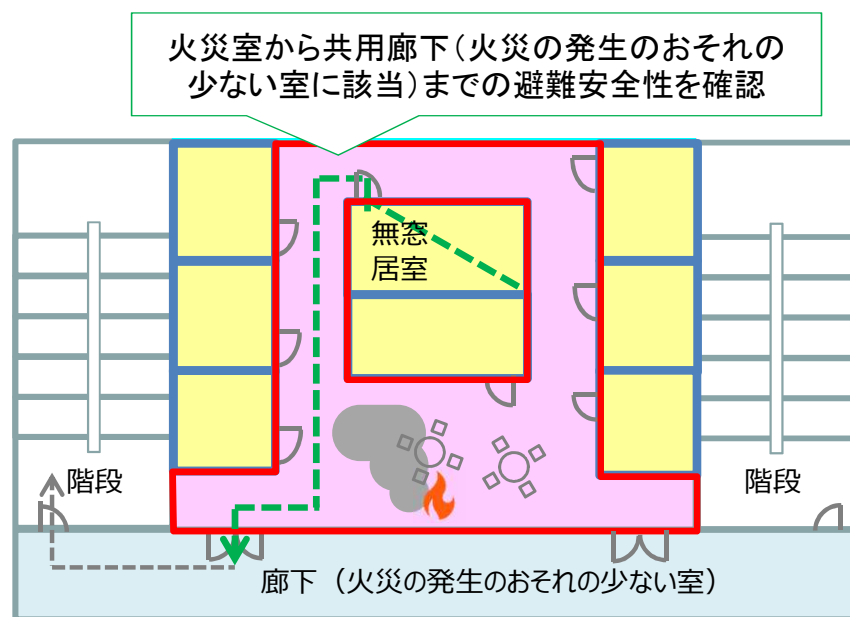 火災室から共用廊下（火災の発生のおそれの
少ない室に該当）までの避難安全性を確認
無窓
居室
階段
階段
廊下（火災の発生のおそれの少ない室）